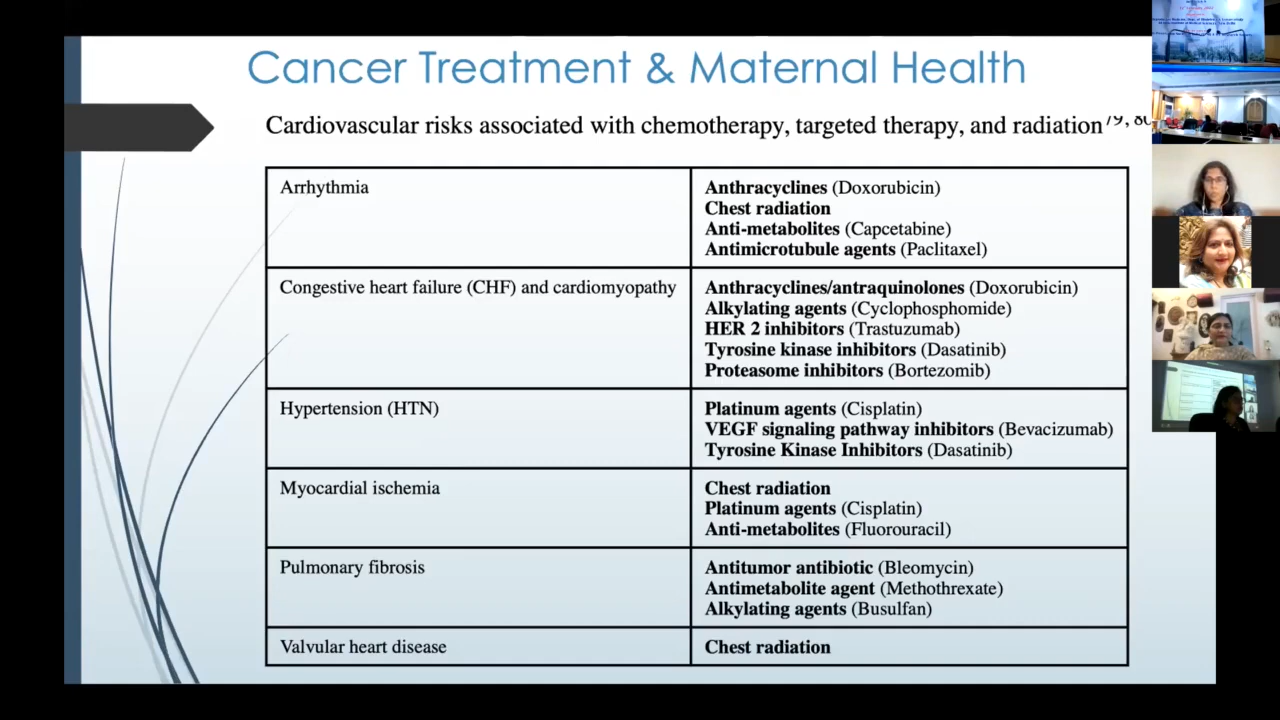 Cancer Treatment & Maternal Health
Cardiovascular risks associated with chemotherapy, targeted therapy, and radiation 79, 80
Arrhythmia
Anthracyclines (Doxorubicin)
Chest radiation
Anti-metabolites (Capcetabine)
Antimicrotubule agents (Paclitaxel)
Congestive heart failure (CHF) and cardiomyopathy
Anthracyclines/antraquinolones (Doxorubicin)
Alkylating agents (Cyclophosphomide)
HER 2 inhibitors (Trastuzumab)
Tyrosine kinase inhibitors (Dasatinib)
Proteasome inhibitors (Bortezomib)
Hypertension (HTN)
Platinum agents (Cisplatin)
VEGF signaling pathway inhibitors (Bevacizumab)
Tyrosine Kinase Inhibitors (Dasatinib)
Myocardial ischemia
Chest radiation
Platinum agents (Cisplatin)
Anti-metabolites (Fluorouracil)
Pulmonary fibrosis
Antitumor antibiotic (Bleomycin)
Antimetabolite agent (Methothrexate)
Alkylating agents (Busulfan)
Valvular heart disease
Chest radiation